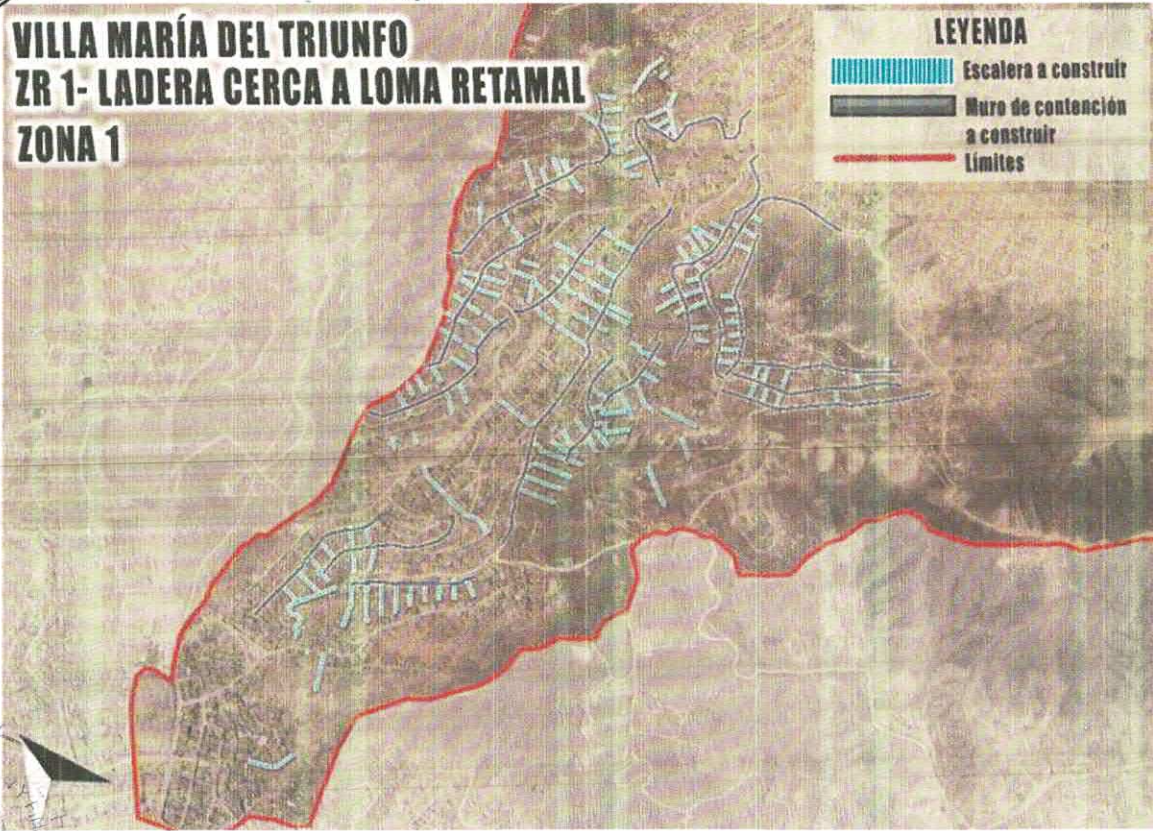 VILLA MARÍA DEL TRIUNFO
ZR 1- LADERA CERCA A LOMA RETAMAL
ZONA 1
LEYENDA
Escalera a construir
Muro de contención
a construir
Límites